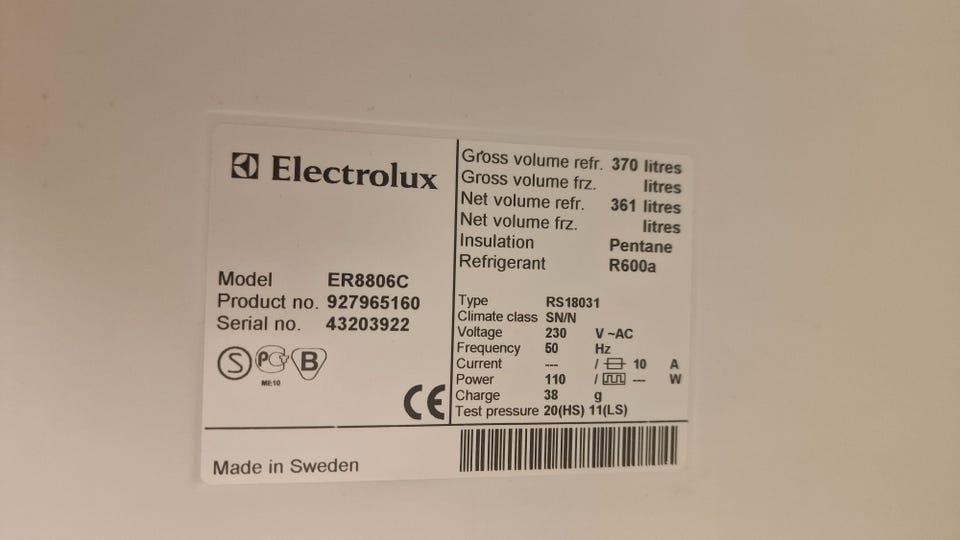 Electrolux
Model ER8806C
Product no. 927965160
Serial no. 43203922
S PG B
ME10
CE
Gross volume refr. 370 litres
Gross volume frz. litres
Net volume refr. 361 litres
Net volume frz. litres
Insulation Pentane
Refrigerant R600a
Type RS18031
Climate class SN/N
Voltage 230 V ~AC
Frequency 50 Hz
Current --- / 10 A
Power 110 / --- W
Charge 38 g
Test pressure 20(HS) 11(LS)
Made in Sweden